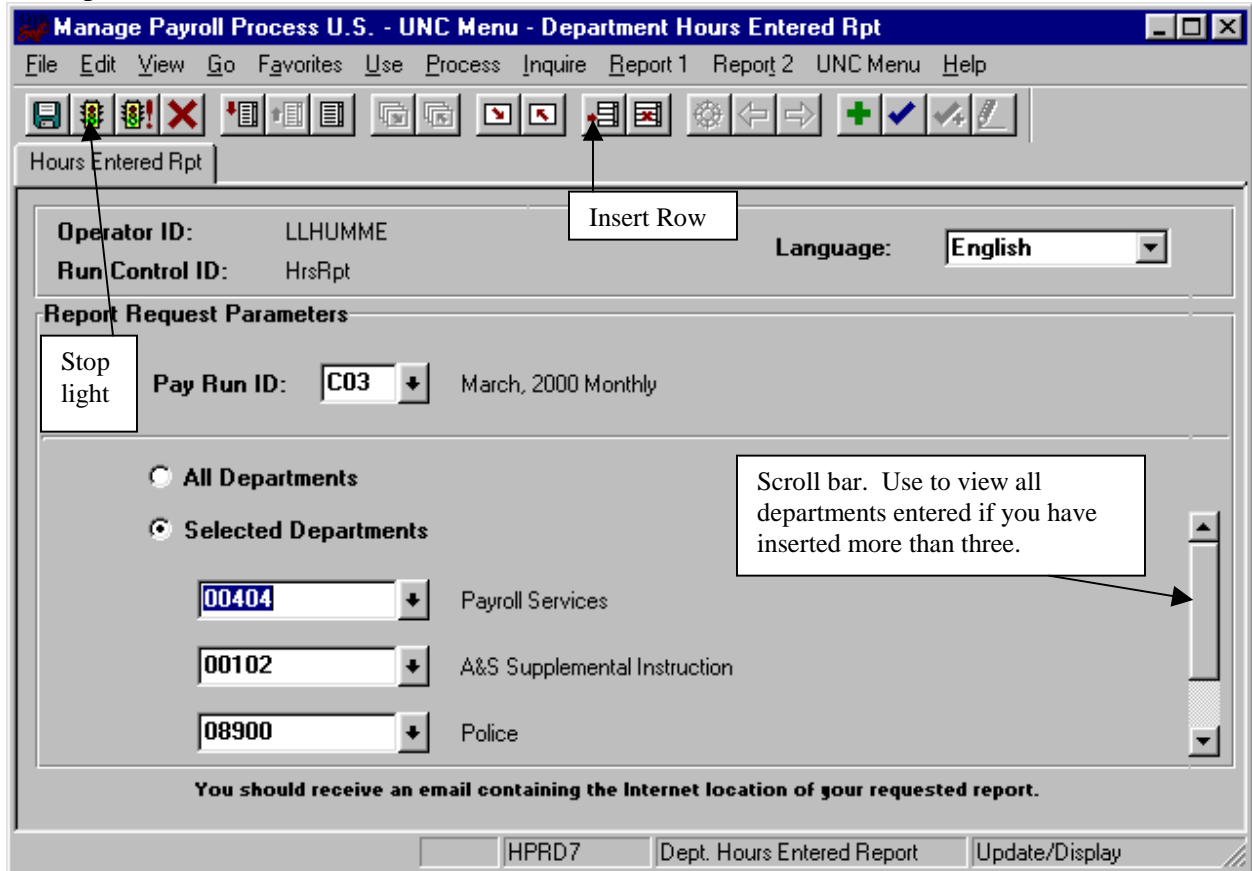 Manage Payroll Process U.S. - UNC Menu - Department Hours Entered Rpt
File Edit View Go Favorites Use Process Inquire Report 1 Report 2 UNC Menu Help
Hours Entered Rpt
Insert Row
Operator ID: LLHUMME
Language: English
Run Control ID: HrsRpt
Report Request Parameters
Stop
light
Pay Run ID: C03 March, 2000 Monthly
All Departments
Selected Departments
Scroll bar. Use to view all
departments entered if you have
inserted more than three.
00404 Payroll Services
00102 A&S Supplemental Instruction
08900 Police
You should receive an email containing the Internet location of your requested report.
HPRD7 Dept. Hours Entered Report Update/Display